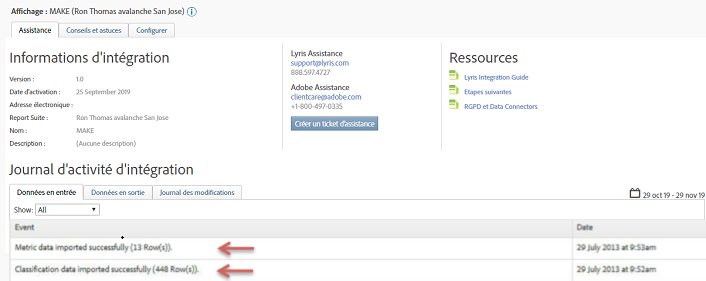 Affichage : MAKE (Ron Thomas avalanche San Jose)
Assistance Conseils et astuces Configurer
Informations d'intégration
Version : 1.0
Date d'activation : 25 September 2019
Adresse électronique :
Report Suite : Ron Thomas avalanche San Jose
Nom : MAKE
Description : (Aucune description)
Lyris Assistance
support@lyris.com
888.597.4727
Adobe Assistance
clientcare@adobe.com
+1-800-497-0335
Créer un ticket d'assistance
Ressources
Lyris Integration Guide
Etapes suivantes
RGPD et Data Connectors
Journal d'activité d'intégration
Données en entrée Données en sortie Journal des modifications
29 oct 19 - 29 nov 19
Show: All
Event Date
Metric data imported successfully (13 Row(s)). 29 July 2013 at 9:53am
Classification data imported successfully (448 Row(s)). 29 July 2013 at 9:52am